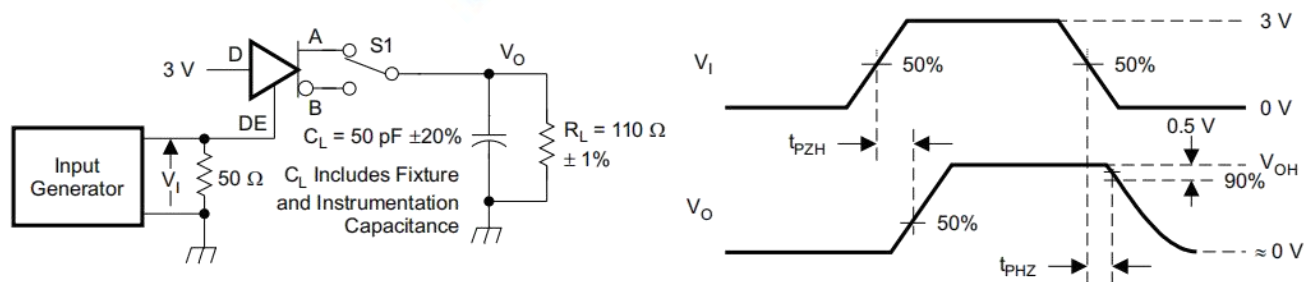 A
S1
D
3 V
B
DE
V_O
Input
Generator
V_I
50 Ω
C_L = 50 pF ±20%
C_L Includes Fixture
and Instrumentation
Capacitance
R_L = 110 Ω
± 1%
V_I
50%
50%
3 V
0 V
t_PZH
0.5 V
V_OH
90%
V_O
50%
t_PHZ
≈ 0 V